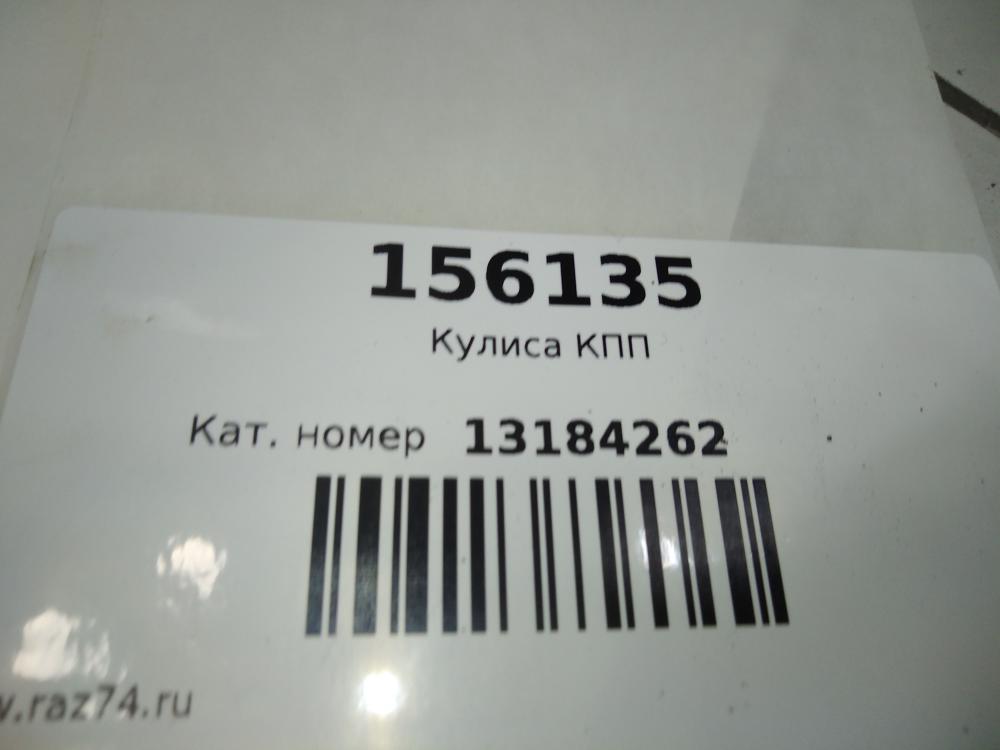 156135
Кулиса КПП
Кат. номер 13184262
.raz74.ru